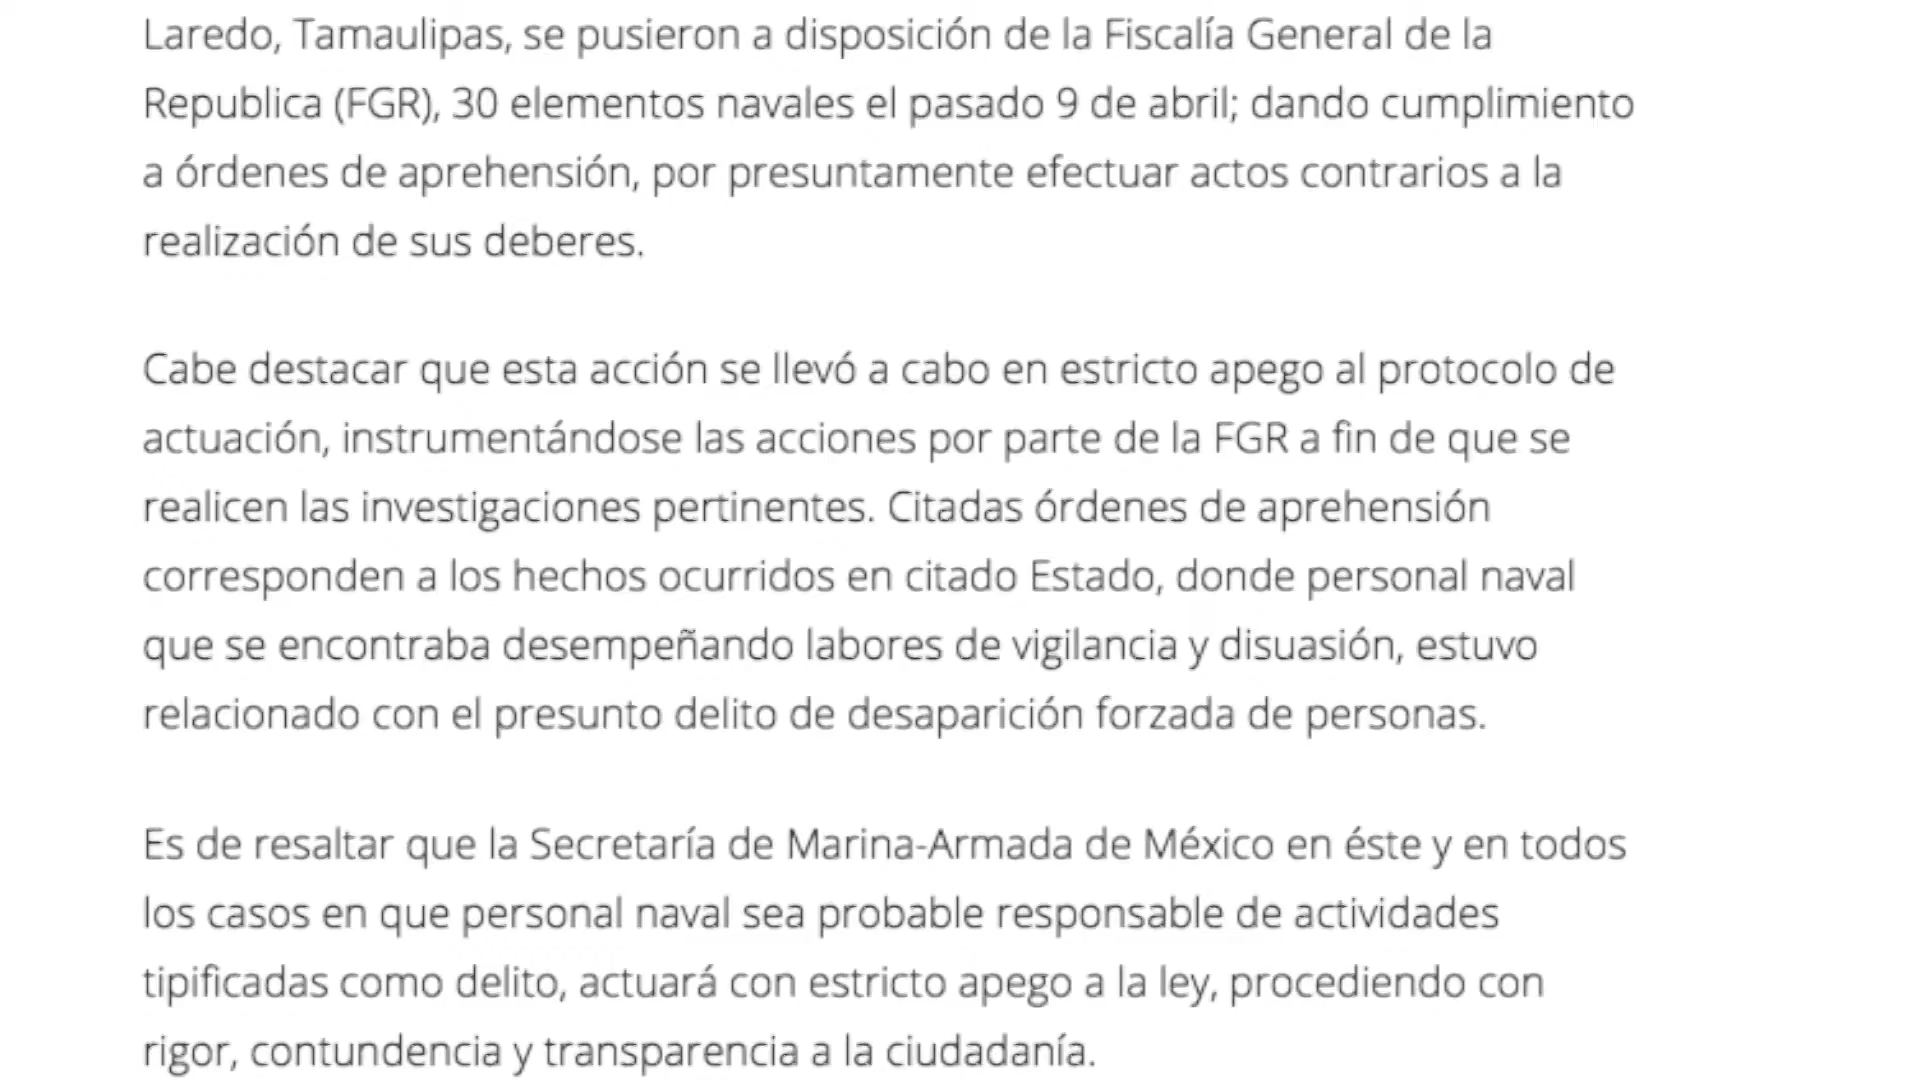 Laredo, Tamaulipas, se pusieron a disposición de la Fiscalía General de la
Republica (FGR), 30 elementos navales el pasado 9 de abril; dando cumplimiento
a órdenes de aprehensión, por presuntamente efectuar actos contrarios a la
realización de sus deberes.
Cabe destacar que esta acción se llevó a cabo en estricto apego al protocolo de
actuación, instrumentándose las acciones por parte de la FGR a fin de que se
realicen las investigaciones pertinentes. Citadas órdenes de aprehensión
corresponden a los hechos ocurridos en citado Estado, donde personal naval
que se encontraba desempeñando labores de vigilancia y disuasión, estuvo
relacionado con el presunto delito de desaparición forzada de personas.
Es de resaltar que la Secretaría de Marina-Armada de México en éste y en todos
los casos en que personal naval sea probable responsable de actividades
tipificadas como delito, actuará con estricto apego a la ley, procediendo con
rigor, contundencia y transparencia a la ciudadanía.